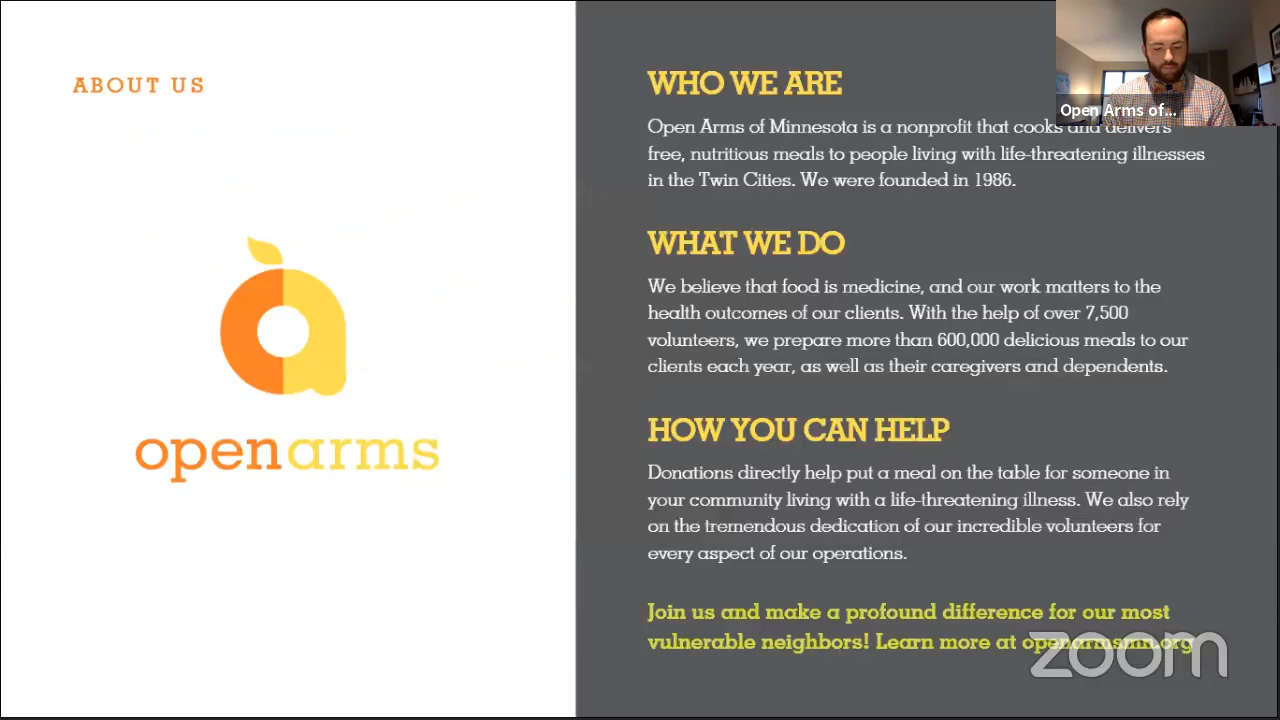 ABOUT US
openarms
WHO WE ARE
Open Arms of Minnesota is a nonprofit that cooks and delivers
free, nutritious meals to people living with life-threatening illnesses
in the Twin Cities. We were founded in 1986.
WHAT WE DO
We believe that food is medicine, and our work matters to the
health outcomes of our clients. With the help of over 7,500
volunteers, we prepare more than 600,000 delicious meals to our
clients each year, as well as their caregivers and dependents.
HOW YOU CAN HELP
Donations directly help put a meal on the table for someone in
your community living with a life-threatening illness. We also rely
on the tremendous dedication of our incredible volunteers for
every aspect of our operations.
Join us and make a profound difference for our most
vulnerable neighbors! Learn more at openarmsmn.org
Open Arms of...
zoom